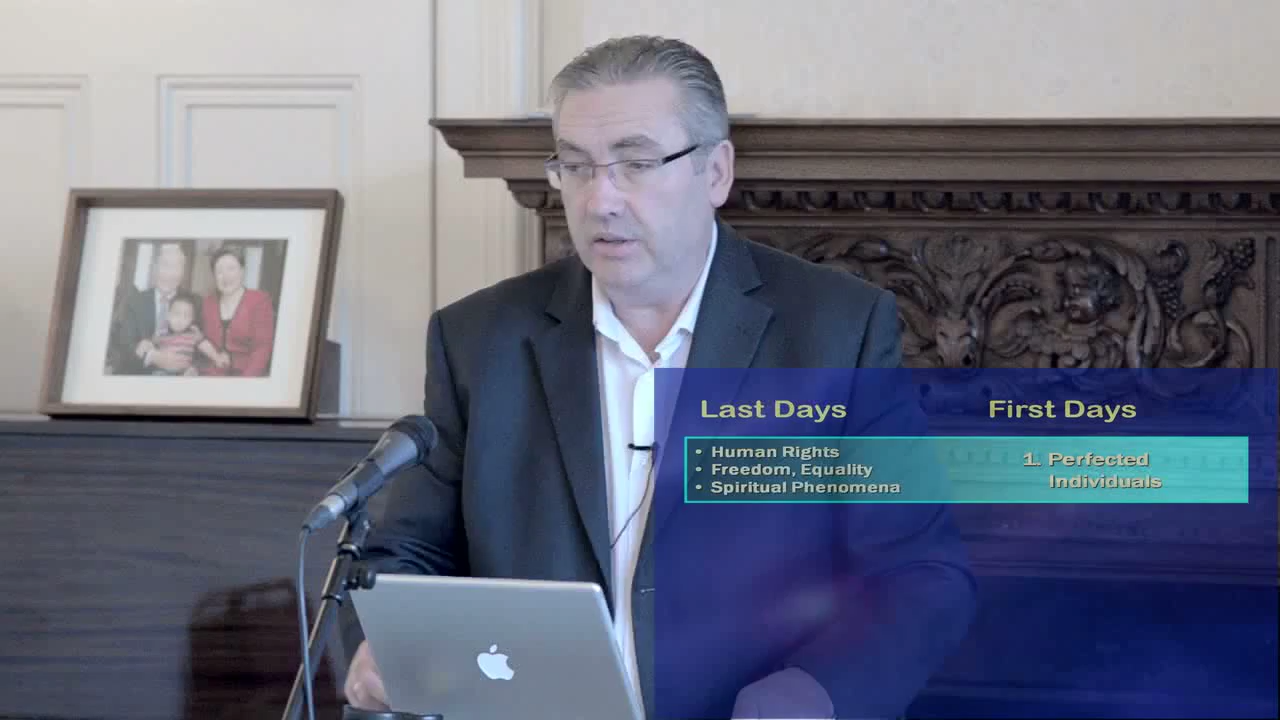 Last Days
First Days
• Human Rights
• Freedom, Equality
• Spiritual Phenomena
1. Perfected
Individuals